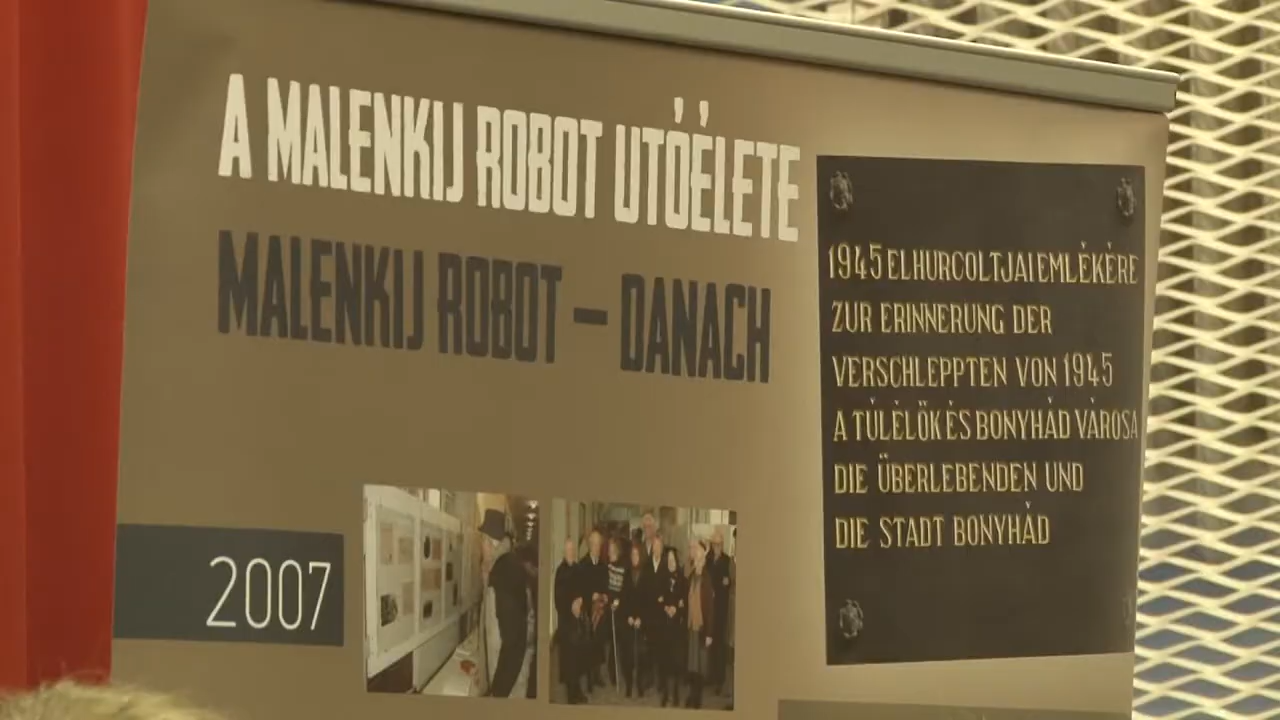 A MALENKIJ ROBOT UTÓÉLETE
MALENKIJ ROBOT – DANACH
2007
1945 ELHURCOLTJAI EMLÉKÉRE
ZUR ERINNERUNG DER
VERSCHLEPPTEN VON 1945
A TÚLÉLŐK ÉS BONYHÁD VÁROSA
DIE ÜBERLEBENDEN UND
DIE STADT BONYHÁD